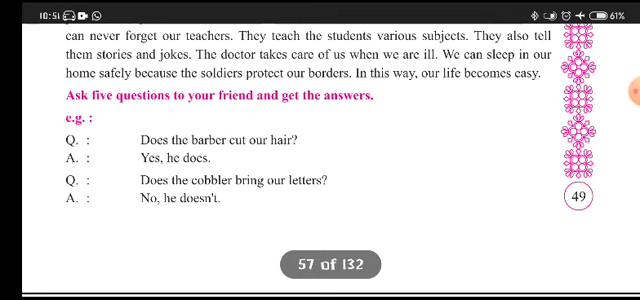 10:51 61%
can never forget our teachers. They teach the students various subjects. They also tell
them stories and jokes. The doctor takes care of us when we are ill. We can sleep in our
home safely because the soldiers protect our borders. In this way, our life becomes easy.
Ask five questions to your friend and get the answers.
e.g. :
Q. : Does the barber cut our hair?
A. : Yes, he does.
Q. : Does the cobbler bring our letters?
A. : No, he doesn't.
49
57 of 132